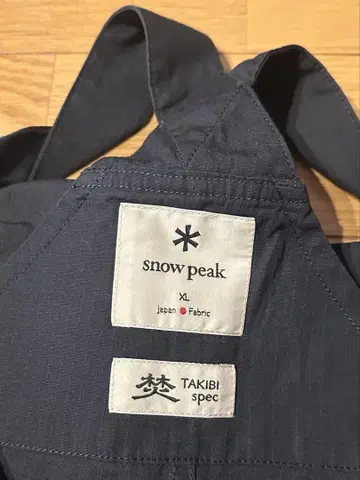 snow peak
XL
Japan Fabric
焚 TAKIBI
spec